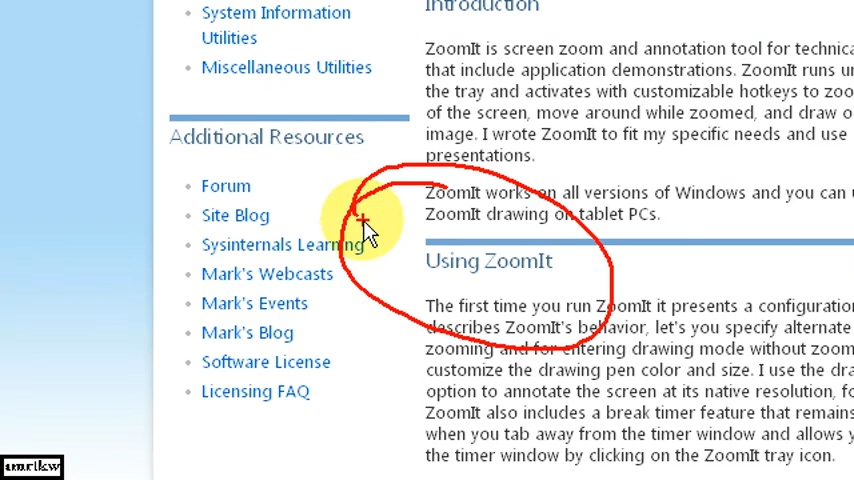 System Information
Utilities
Miscellaneous Utilities
Additional Resources
Forum
Site Blog
Sysinternals Learning
Mark's Webcasts
Mark's Events
Mark's Blog
Software License
Licensing FAQ
Introduction
ZoomIt is screen zoom and annotation tool for technica
that include application demonstrations. ZoomIt runs un
the tray and activates with customizable hotkeys to zoo
of the screen, move around while zoomed, and draw o
image. I wrote ZoomIt to fit my specific needs and use
presentations.
ZoomIt works on all versions of Windows and you can u
ZoomIt drawing on tablet PCs.
Using ZoomIt
The first time you run ZoomIt it presents a configuration
describes ZoomIt's behavior, let's you specify alternate
zooming and for entering drawing mode without zoom
customize the drawing pen color and size. I use the dra
option to annotate the screen at its native resolution, fo
ZoomIt also includes a break timer feature that remains
when you tab away from the timer window and allows y
the timer window by clicking on the ZoomIt tray icon.